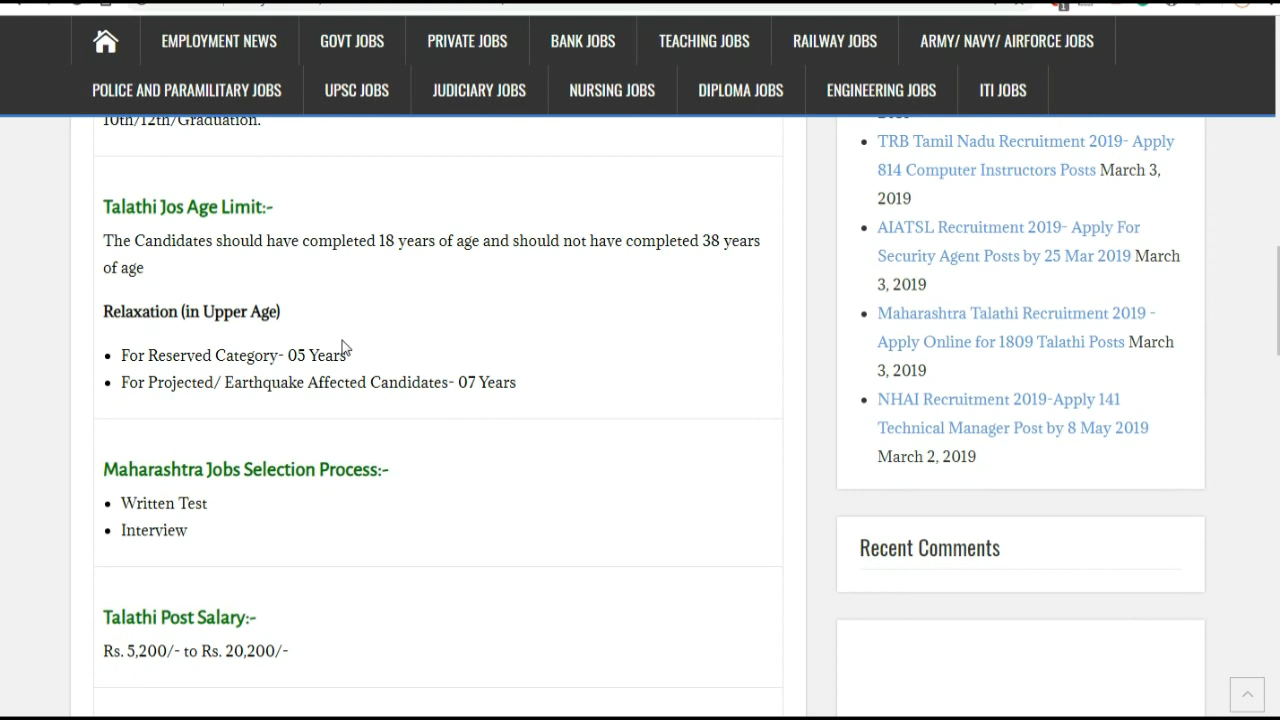 EMPLOYMENT NEWS
GOVT JOBS
PRIVATE JOBS
BANK JOBS
TEACHING JOBS
RAILWAY JOBS
ARMY/ NAVY/ AIRFORCE JOBS
POLICE AND PARAMILITARY JOBS
UPSC JOBS
JUDICIARY JOBS
NURSING JOBS
DIPLOMA JOBS
ENGINEERING JOBS
ITI JOBS
10th/12th/Graduation.
Talathi Jos Age Limit:-
The Candidates should have completed 18 years of age and should not have completed 38 years
of age
Relaxation (in Upper Age)
For Reserved Category- 05 Years
For Projected/ Earthquake Affected Candidates- 07 Years
Maharashtra Jobs Selection Process:-
Written Test
Interview
Talathi Post Salary:-
Rs. 5,200/- to Rs. 20,200/-
2019
TRB Tamil Nadu Recruitment 2019- Apply
814 Computer Instructors Posts March 3,
2019
AIATSL Recruitment 2019- Apply For
Security Agent Posts by 25 Mar 2019 March
3, 2019
Maharashtra Talathi Recruitment 2019 -
Apply Online for 1809 Talathi Posts March
3, 2019
NHAI Recruitment 2019-Apply 141
Technical Manager Post by 8 May 2019
March 2, 2019
Recent Comments